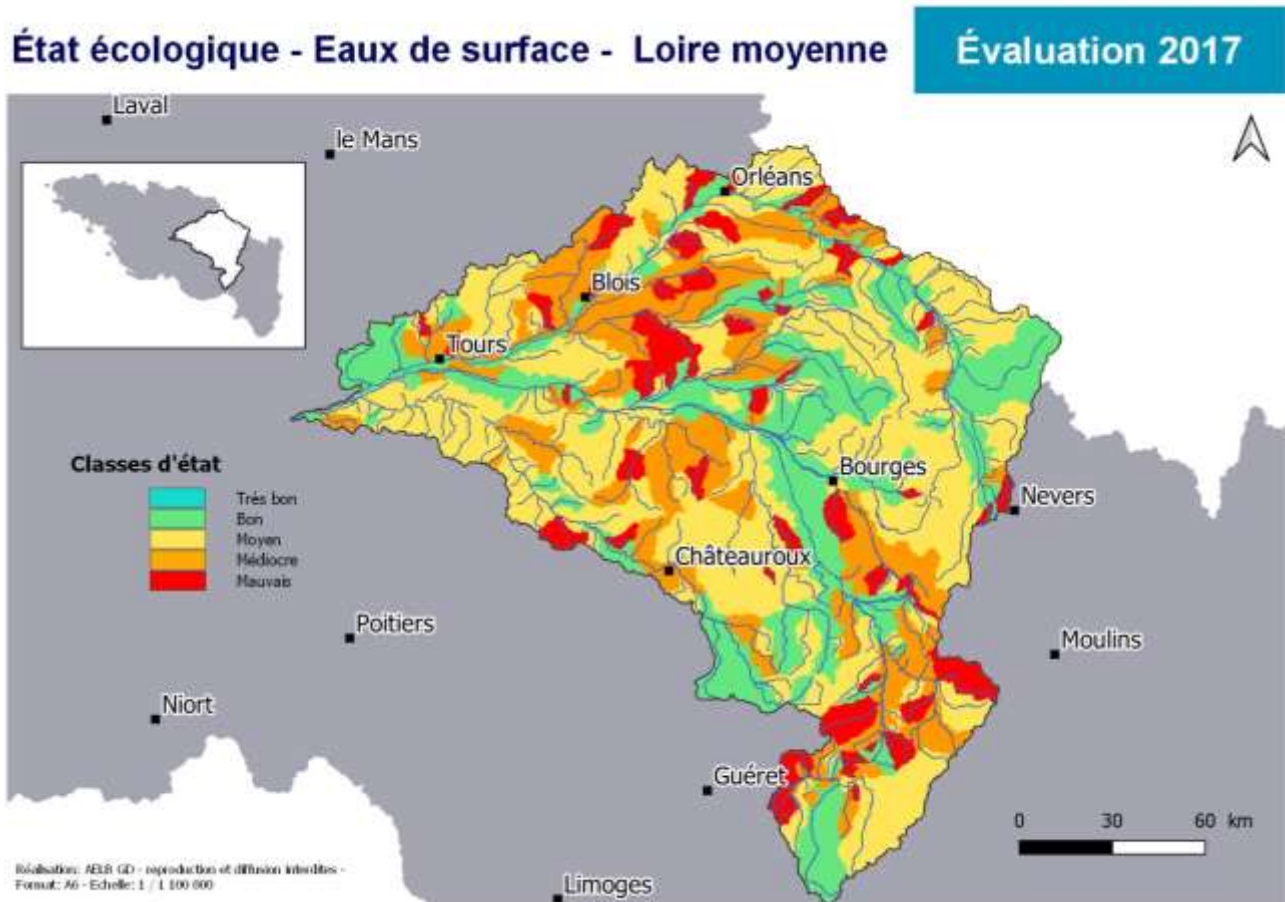 État écologique - Eaux de surface - Loire moyenne
Évaluation 2017
Laval
le Mans
Orléans
Blois
Tours
Classes d'état
Trés bon
Bon
Moyen
Médiocre
Mauvais
Bourges
Nevers
Châteauroux
Poitiers
Moulins
Niort
Guéret
0 30 60 km
Réalisation: AELB GD - reproduction et diffusion interdites -
Format: A6 - Echelle: 1 / 1 100 000
Limoges